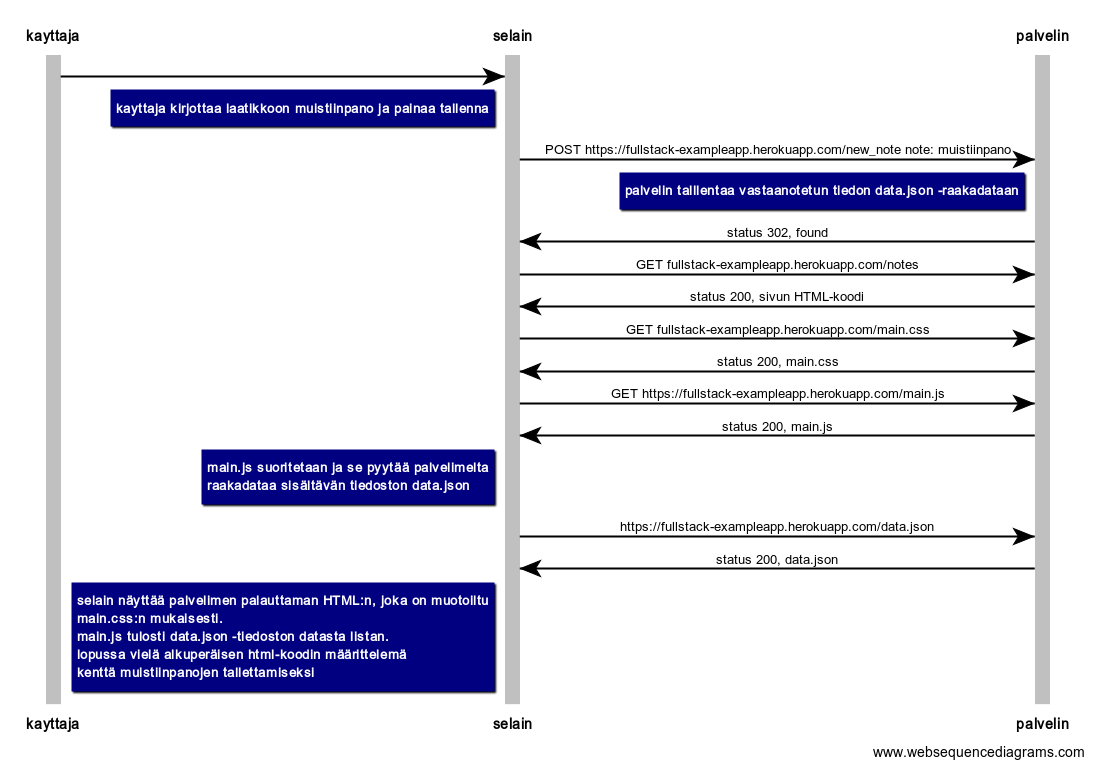 kayttaja selain palvelin
kayttaja kirjottaa laatikkoon muistiinpano ja painaa tallenna
POST https://fullstack-exampleapp.herokuapp.com/new_note note: muistiinpano
palvelin tallentaa vastaanotetun tiedon data.json -raakadataan
status 302, found
GET fullstack-exampleapp.herokuapp.com/notes
status 200, sivun HTML-koodi
GET fullstack-exampleapp.herokuapp.com/main.css
status 200, main.css
GET https://fullstack-exampleapp.herokuapp.com/main.js
status 200, main.js
main.js suoritetaan ja se pyytää palvelimelta
raakadataa sisältävän tiedoston data.json
https://fullstack-exampleapp.herokuapp.com/data.json
status 200, data.json
selain näyttää palvelimen palauttaman HTML:n, joka on muotoiltu
main.css:n mukaisesti.
main.js tulosti data.json -tiedoston datasta listan.
lopussa vielä alkuperäisen html-koodin määrittelemä
kenttä muistiinpanojen tallettamiseksi
kayttaja selain palvelin
www.websequencediagrams.com